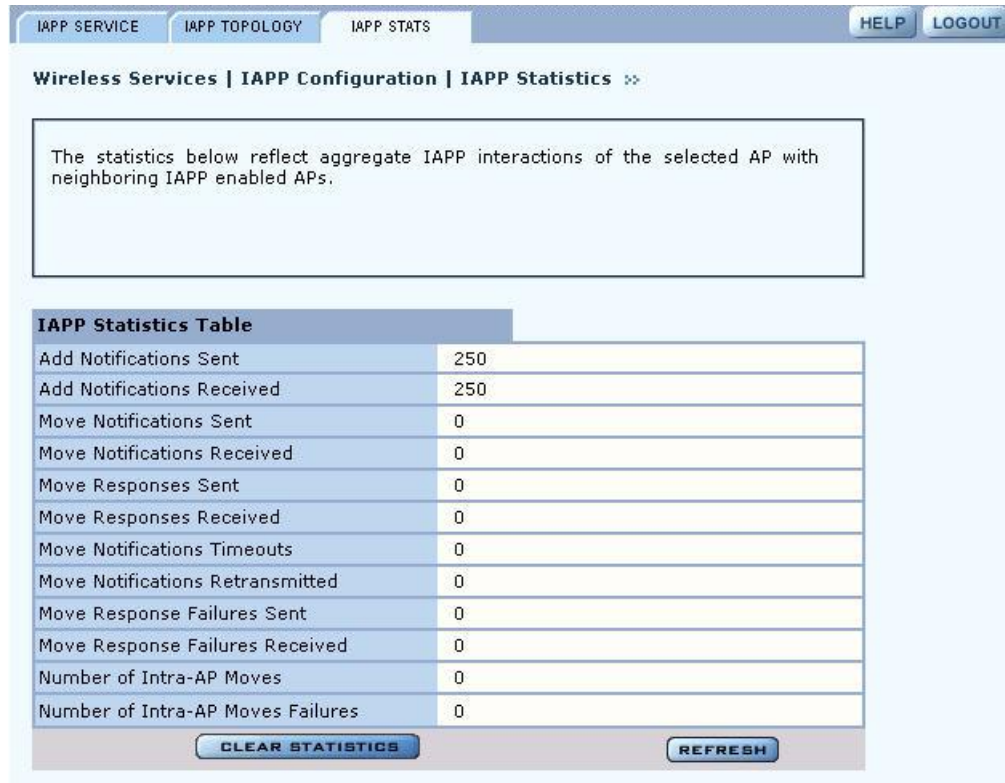 IAPP SERVICE IAPP TOPOLOGY IAPP STATS HELP LOGOUT
Wireless Services | IAPP Configuration | IAPP Statistics »
The statistics below reflect aggregate IAPP interactions of the selected AP with
neighboring IAPP enabled APs.
IAPP Statistics Table
Add Notifications Sent 250
Add Notifications Received 250
Move Notifications Sent 0
Move Notifications Received 0
Move Responses Sent 0
Move Responses Received 0
Move Notifications Timeouts 0
Move Notifications Retransmitted 0
Move Response Failures Sent 0
Move Response Failures Received 0
Number of Intra-AP Moves 0
Number of Intra-AP Moves Failures 0
CLEAR STATISTICS REFRESH